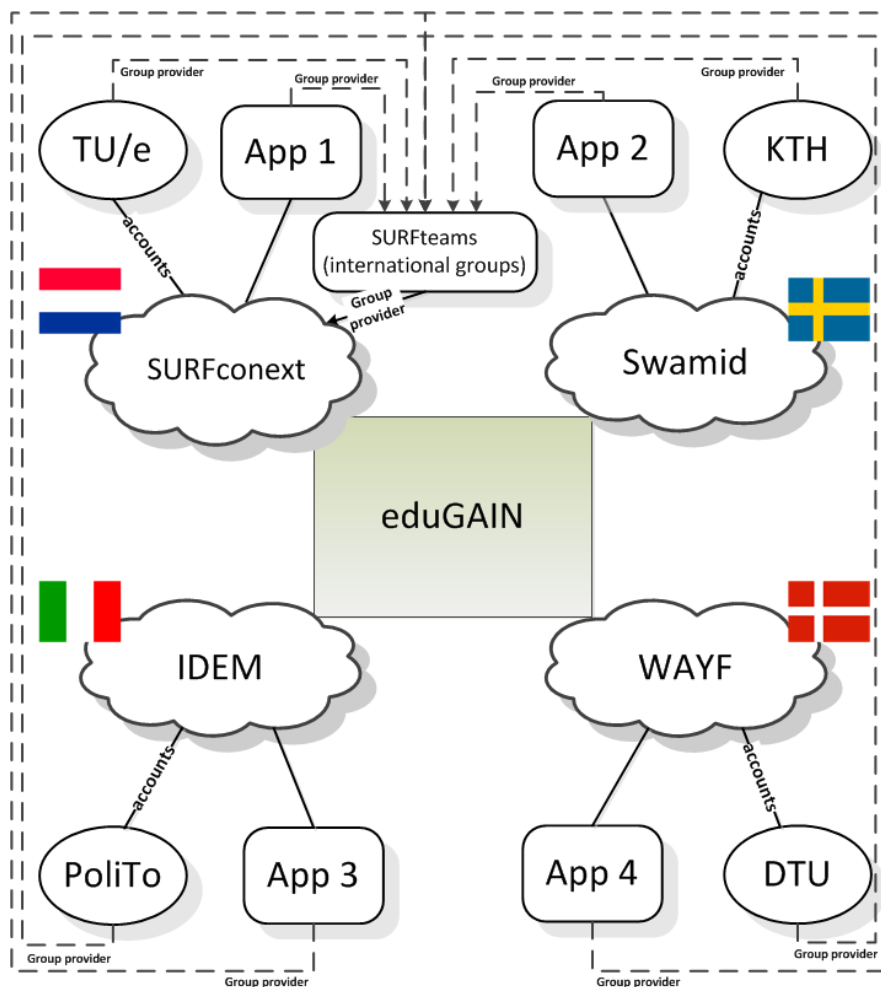 Group provider
Group provider
Group provider
Group provider
TU/e
App 1
App 2
KTH
SURFteams
(international groups)
accounts
accounts
Group
provider
SURFconext
Swamid
eduGAIN
IDEM
WAYF
accounts
accounts
PoliTo
App 3
App 4
DTU
Group provider
Group provider
Group provider
Group provider